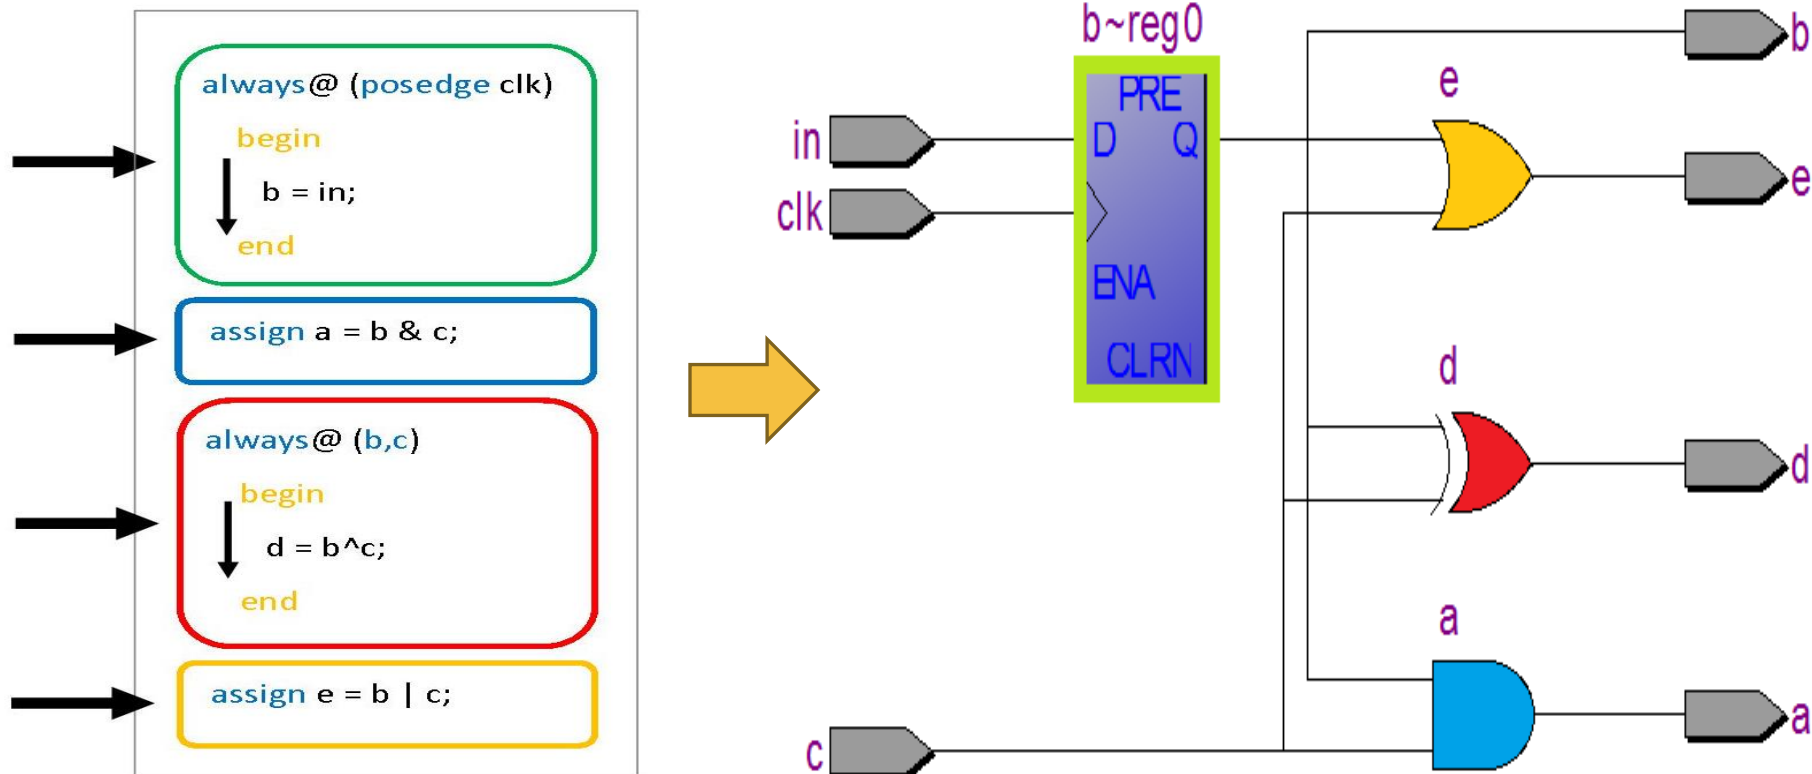 always@ (posedge clk)
begin
b = in;
end
assign a = b & c;
always@ (b,c)
begin
d = b^c;
end
assign e = b | c;
b~reg0
PRE
D Q
ENA
CLRN
in
clk
c
e
d
a
b
e
d
a